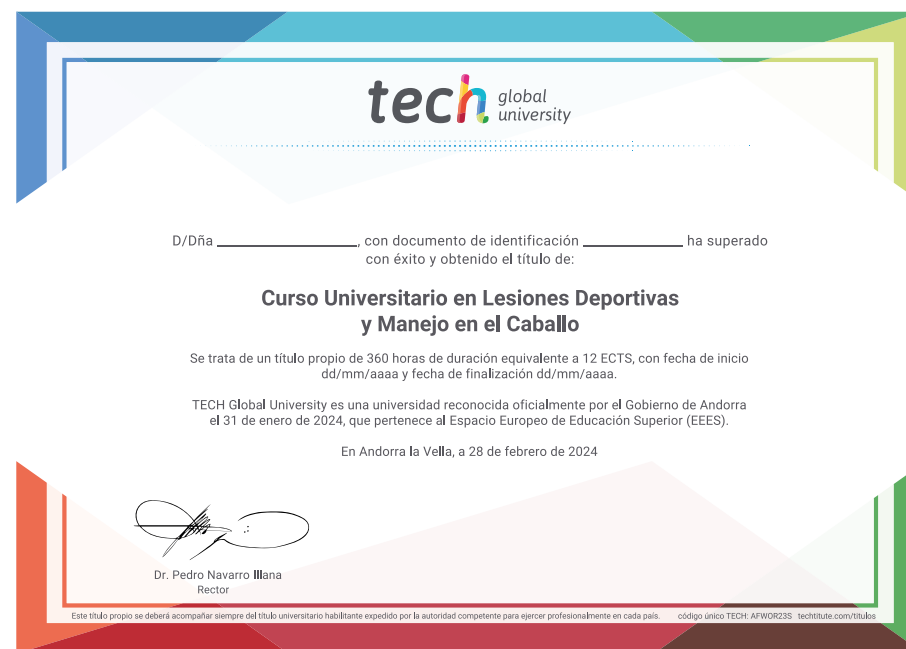 tech global university
D/Dña ____________, con documento de identificación ____________ ha superado
con éxito y obtenido el título de:
Curso Universitario en Lesiones Deportivas
y Manejo en el Caballo
Se trata de un título propio de 360 horas de duración equivalente a 12 ECTS, con fecha de inicio
dd/mm/aaaa y fecha de finalización dd/mm/aaaa.
TECH Global University es una universidad reconocida oficialmente por el Gobierno de Andorra
el 31 de enero de 2024, que pertenece al Espacio Europeo de Educación Superior (EEES).
En Andorra la Vella, a 28 de febrero de 2024
Dr. Pedro Navarro Illana
Rector
Este título propio se deberá acompañar siempre del título universitario habilitante expedido por la autoridad competente para ejercer profesionalmente en cada país. código único TECH: AFWOR23S techtitute.com/titulos